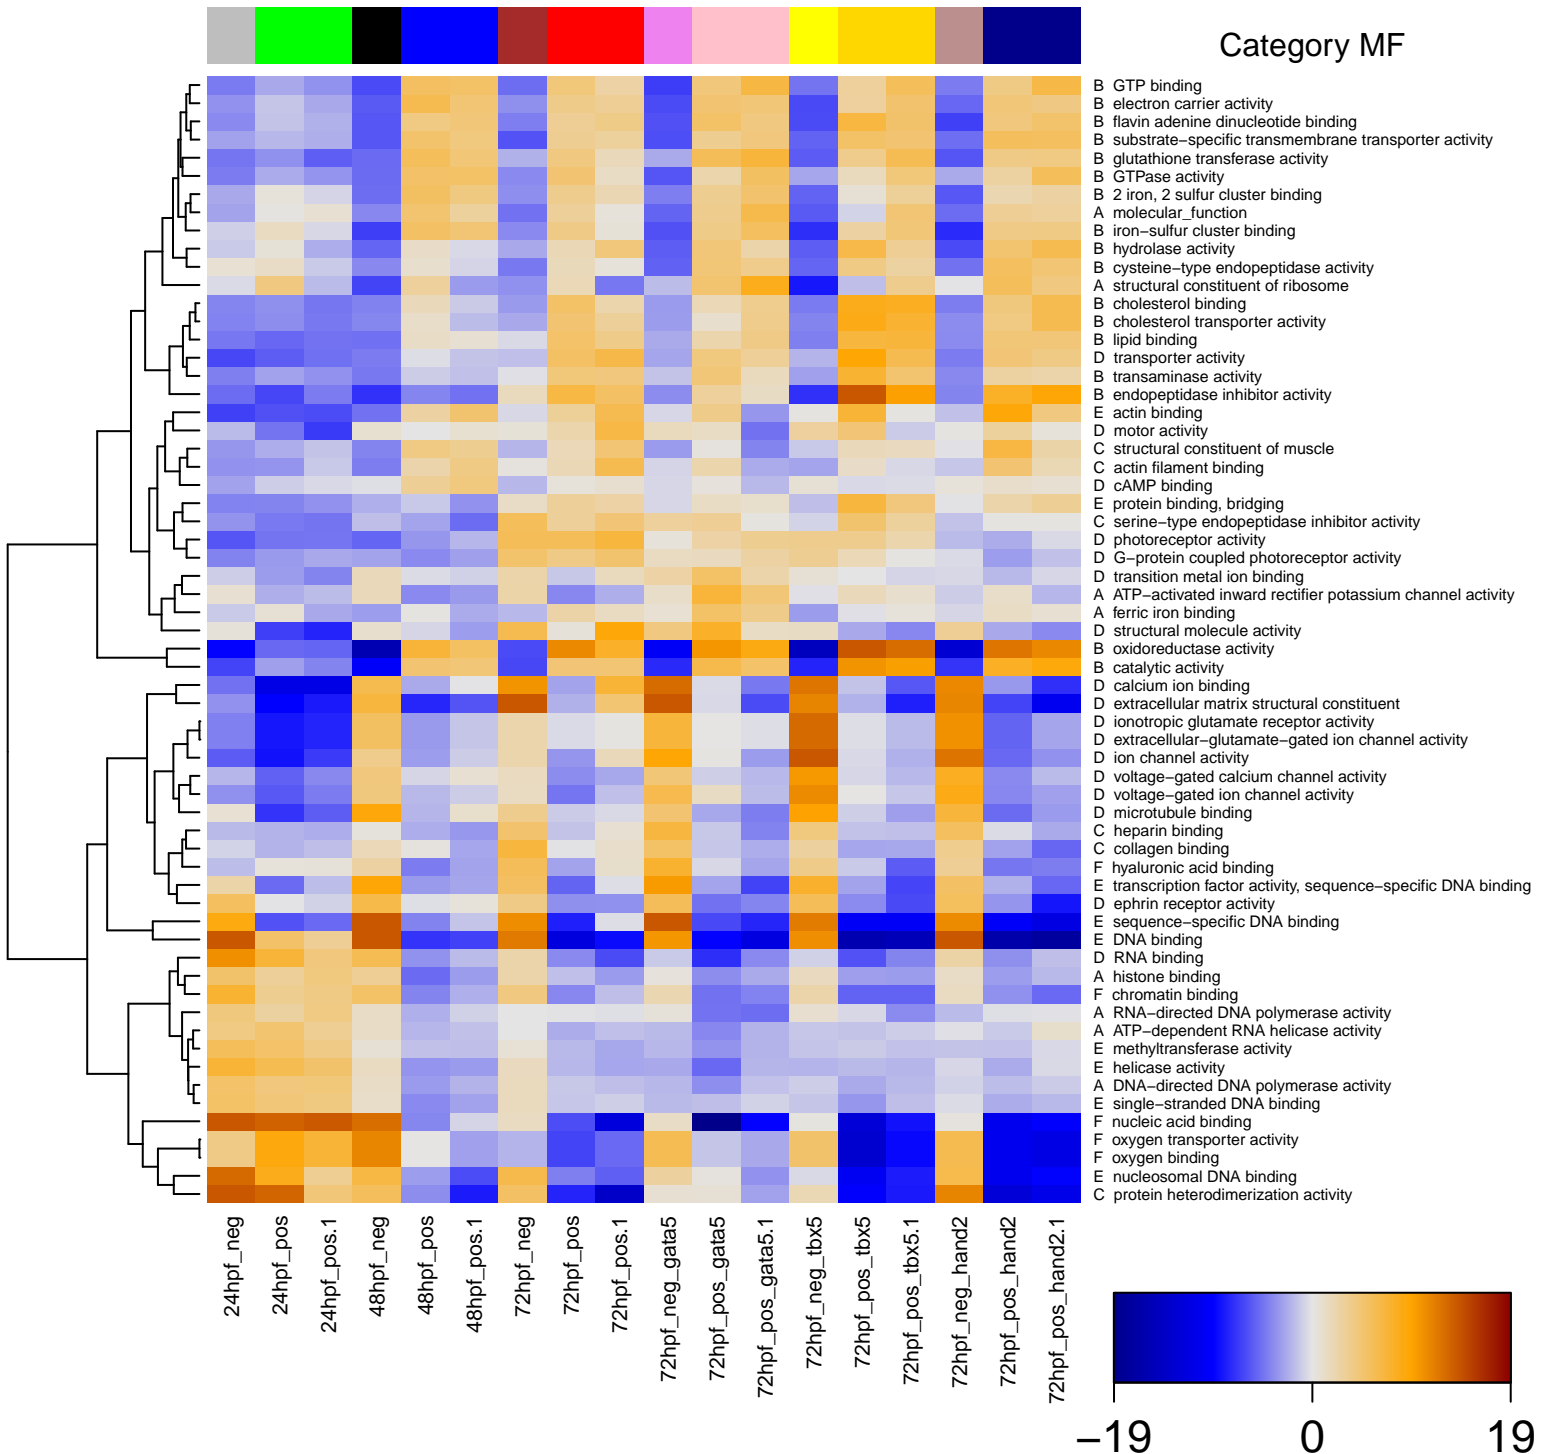 Category MF
B GTP binding
B electron carrier activity
B flavin adenine dinucleotide binding
B substrate−specific transmembrane transporter activity
B glutathione transferase activity
B GTPase activity
B 2 iron, 2 sulfur cluster binding
A molecular_function
B iron−sulfur cluster binding
B hydrolase activity
B cysteine−type endopeptidase activity
A structural constituent of ribosome
B cholesterol binding
B cholesterol transporter activity
B lipid binding
D transporter activity
B transaminase activity
B endopeptidase inhibitor activity
E actin binding
D motor activity
C structural constituent of muscle
C actin filament binding
D cAMP binding
E protein binding, bridging
C serine−type endopeptidase inhibitor activity
D photoreceptor activity
D G−protein coupled photoreceptor activity
D transition metal ion binding
A ATP−activated inward rectifier potassium channel activity
A ferric iron binding
D structural molecule activity
B oxidoreductase activity
B catalytic activity
D calcium ion binding
D extracellular matrix structural constituent
D ionotropic glutamate receptor activity
D extracellular−glutamate−gated ion channel activity
D ion channel activity
D voltage−gated calcium channel activity
D voltage−gated ion channel activity
D microtubule binding
C heparin binding
C collagen binding
F hyaluronic acid binding
E transcription factor activity, sequence−specific DNA binding
D ephrin receptor activity
E sequence−specific DNA binding
E DNA binding
D RNA binding
A histone binding
F chromatin binding
A RNA−directed DNA polymerase activity
A ATP−dependent RNA helicase activity
E methyltransferase activity
E helicase activity
A DNA−directed DNA polymerase activity
E single−stranded DNA binding
F nucleic acid binding
F oxygen transporter activity
F oxygen binding
E nucleosomal DNA binding
C protein heterodimerization activity
24hpf_neg
24hpf_pos
24hpf_pos.1
48hpf_neg
48hpf_pos
48hpf_pos.1
72hpf_neg
72hpf_pos
72hpf_pos.1
72hpf_neg_gata5
72hpf_pos_gata5
72hpf_pos_gata5.1
72hpf_neg_tbx5
72hpf_pos_tbx5
72hpf_pos_tbx5.1
72hpf_neg_hand2
72hpf_pos_hand2
72hpf_pos_hand2.1
−19 0 19